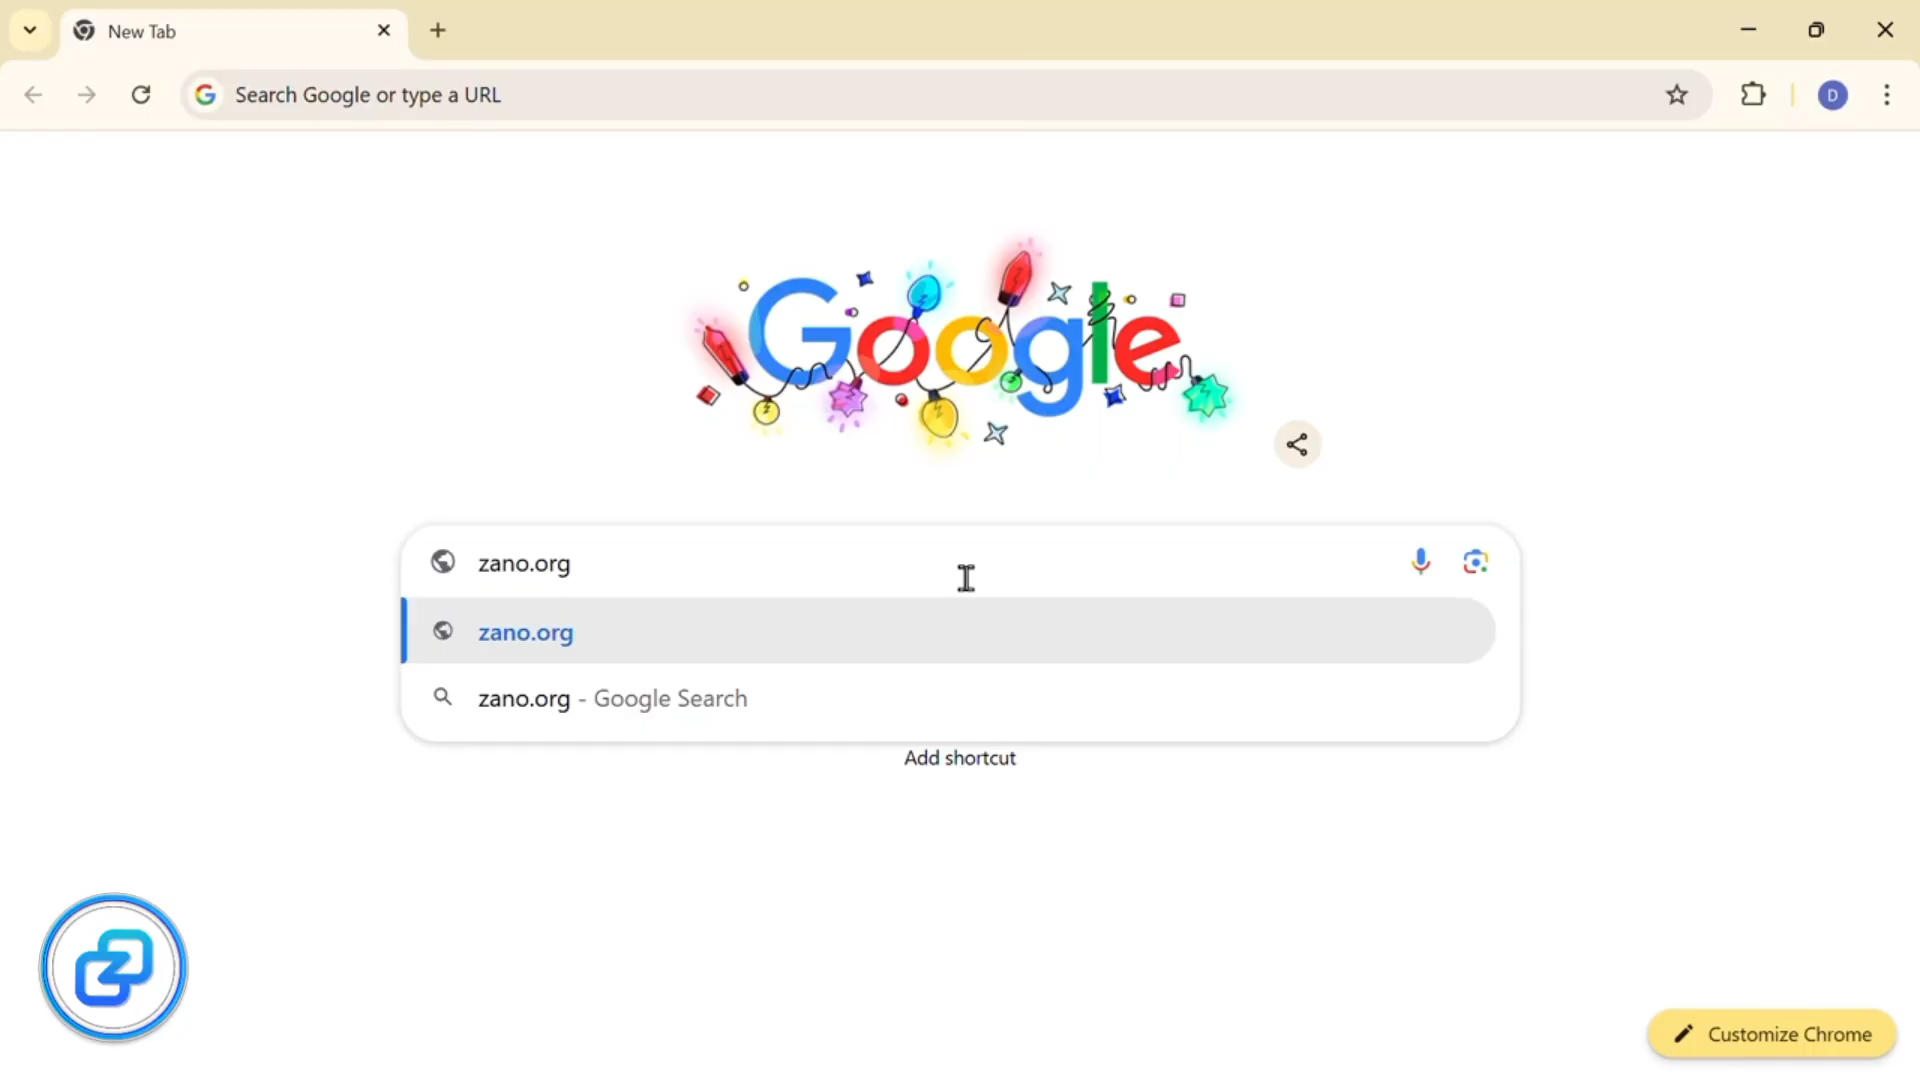 New Tab
Search Google or type a URL
D
Google
zano.org
zano.org
zano.org - Google Search
Add shortcut
Customize Chrome